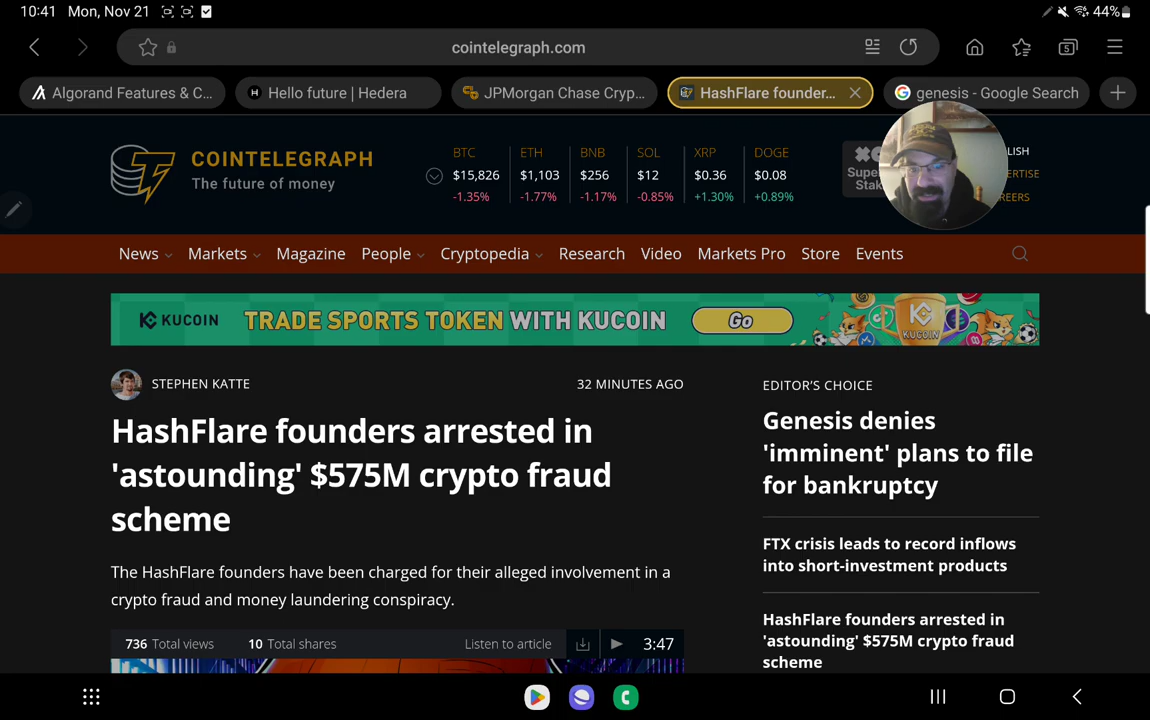 10:41 Mon, Nov 21
44%
cointelegraph.com
5
Algorand Features & C...
H Hello future | Hedera
JPMorgan Chase Cryp...
HashFlare founder...
genesis - Google Search
COINTELEGRAPH
The future of money
BTC ETH BNB SOL XRP DOGE
$15,826 $1,103 $256 $12 $0.36 $0.08
-1.35% -1.77% -1.17% -0.85% +1.30% +0.89%
News Markets Magazine People Cryptopedia Research Video Markets Pro Store Events
KUCOIN TRADE SPORTS TOKEN WITH KUCOIN Go KUCOIN
STEPHEN KATTE 32 MINUTES AGO
HashFlare founders arrested in
'astounding' $575M crypto fraud
scheme
The HashFlare founders have been charged for their alleged involvement in a
crypto fraud and money laundering conspiracy.
736 Total views 10 Total shares Listen to article 3:47
EDITOR'S CHOICE
Genesis denies
'imminent' plans to file
for bankruptcy
FTX crisis leads to record inflows
into short-investment products
HashFlare founders arrested in
'astounding' $575M crypto fraud
scheme